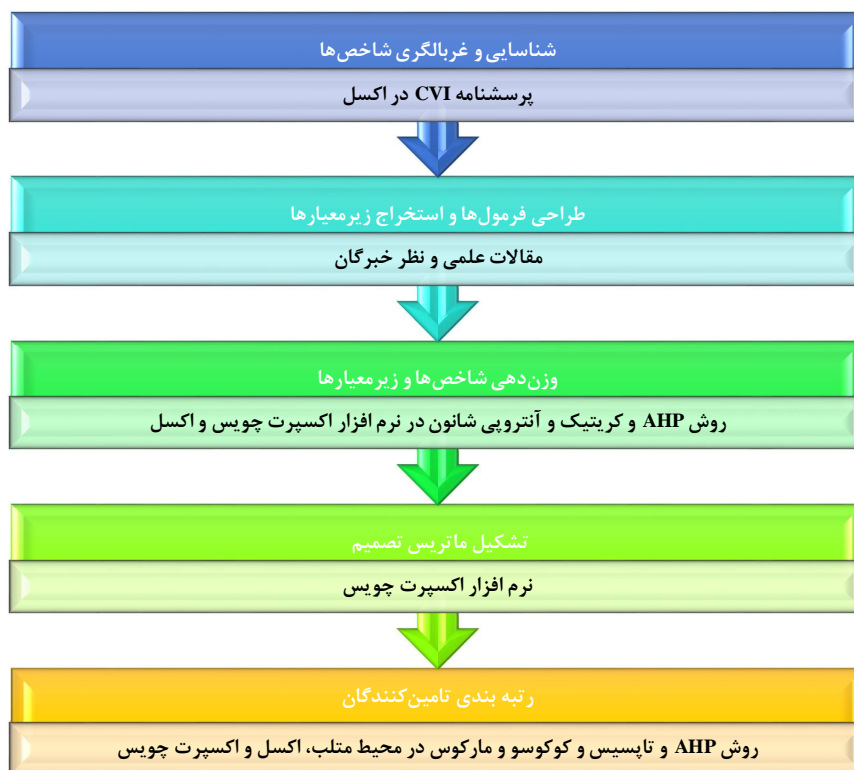 شناسایی و غربالگری شاخص‌ها
پرسشنامه CVI در اکسل
طراحی فرمول‌ها و استخراج زیرمعیارها
مقالات علمی و نظر خبرگان
وزن‌دهی شاخص‌ها و زیرمعیارها
روش AHP و کریتیک و آنتروپی شانون در نرم افزار اکسپرت چویس و اکسل
تشکیل ماتریس تصمیم
نرم افزار اکسپرت چویس
رتبه بندی تامین‌کنندگان
روش AHP و تاپسیس و کوکوسو و مارکوس در محیط متلب، اکسل و اکسپرت چویس